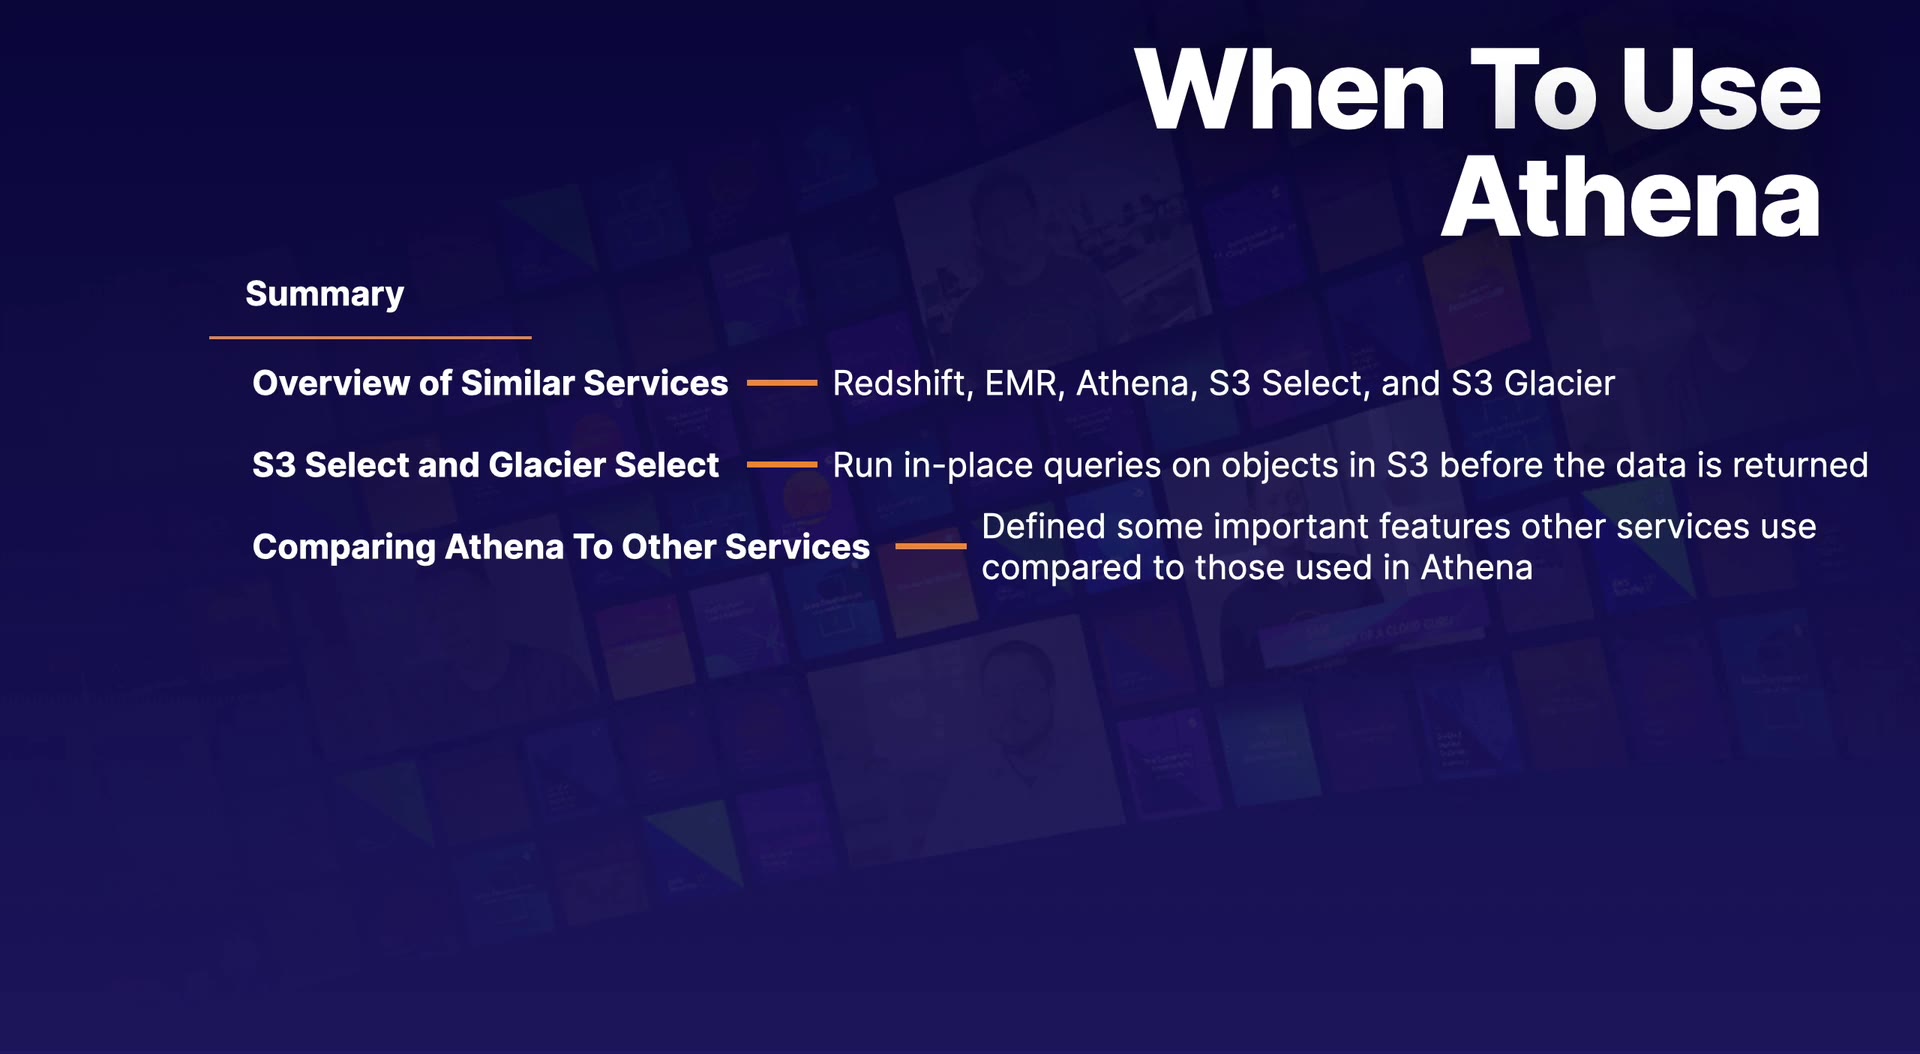 When To Use
Athena
Summary
Overview of Similar Services — Redshift, EMR, Athena, S3 Select, and S3 Glacier
S3 Select and Glacier Select — Run in-place queries on objects in S3 before the data is returned
Comparing Athena To Other Services — Defined some important features other services use
compared to those used in Athena